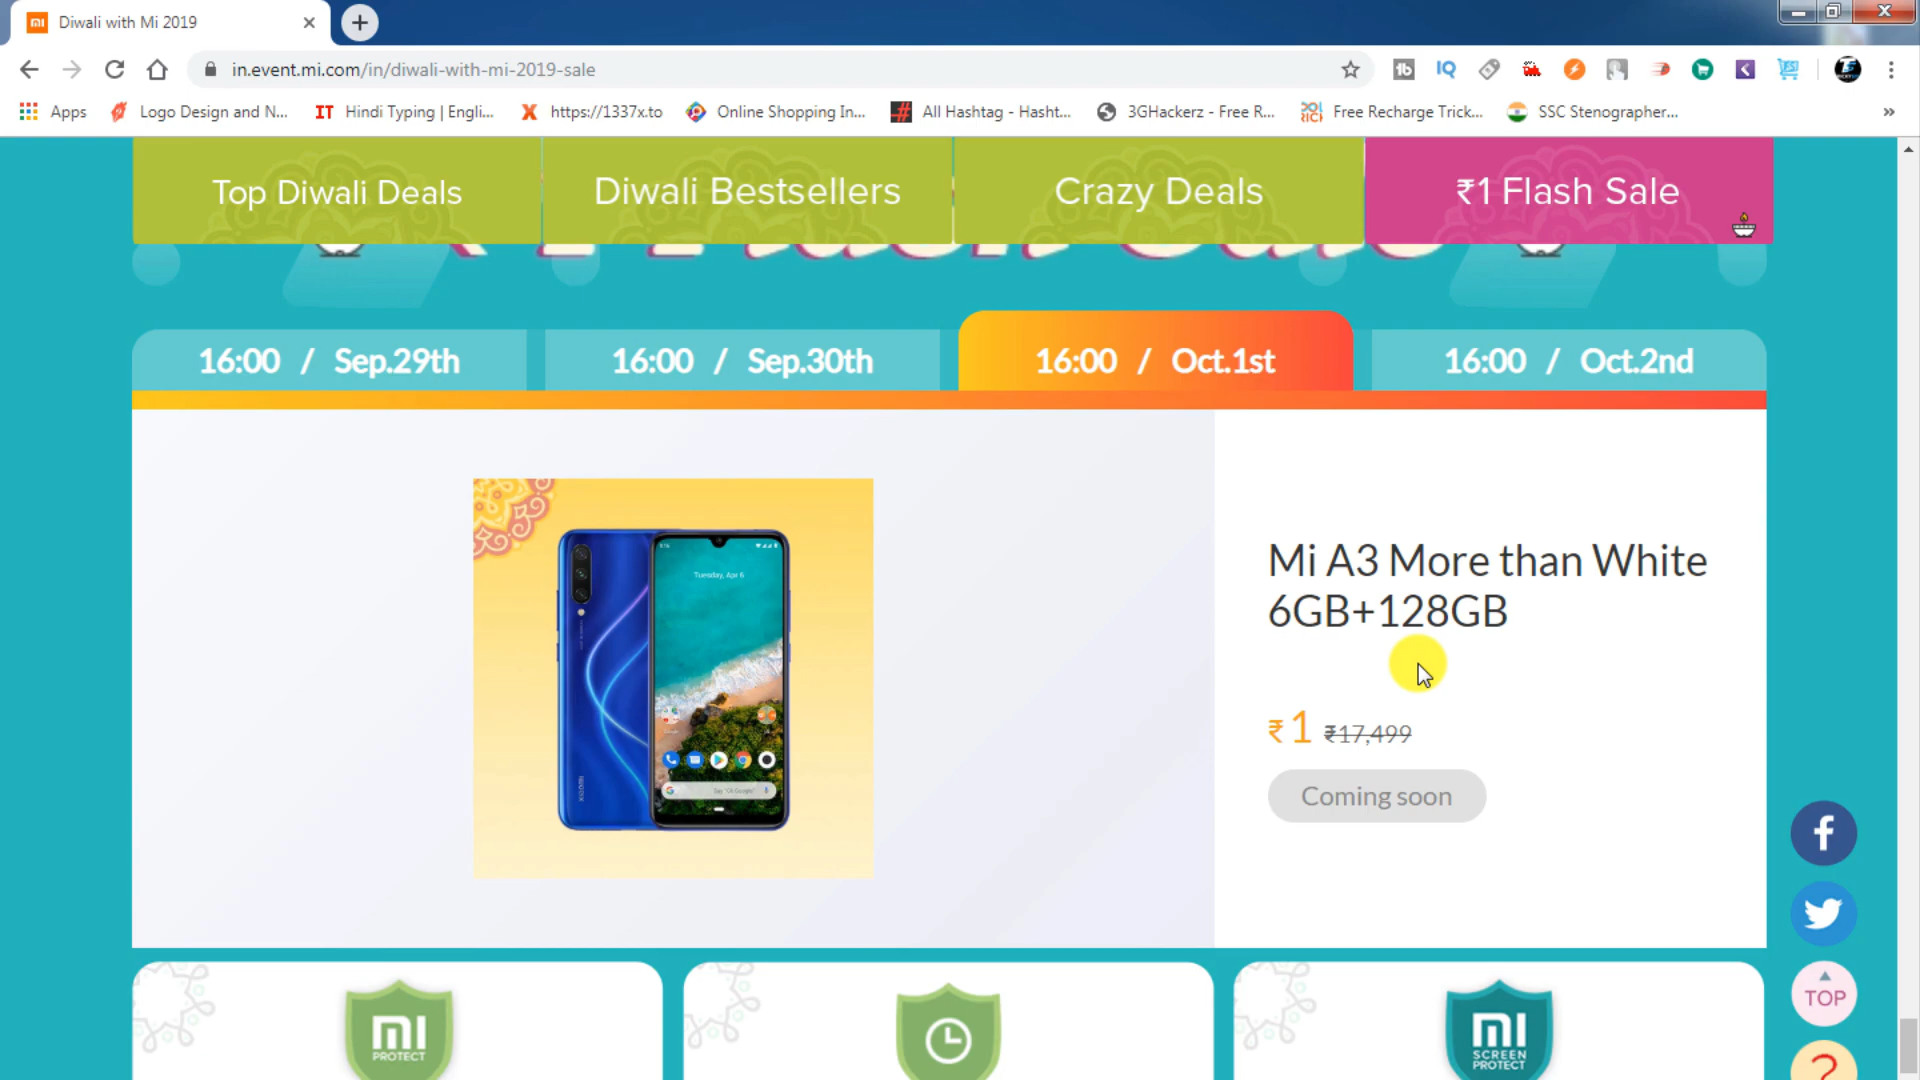 Diwali with Mi 2019
in.event.mi.com/in/diwali-with-mi-2019-sale
Apps Logo Design and N... IT Hindi Typing | Engli... https://1337x.to Online Shopping In... All Hashtag - Hasht... 3GHackerz - Free R... Free Recharge Trick... SSC Stenographer...
Top Diwali Deals Diwali Bestsellers Crazy Deals ₹1 Flash Sale
16:00 / Sep.29th 16:00 / Sep.30th 16:00 / Oct.1st 16:00 / Oct.2nd
Tuesday, Apr 6
Mi A3 More than White
6GB+128GB
₹1 ₹17,499
Coming soon
TOP
MI
PROTECT
MI
SCREEN
PROTECT
?